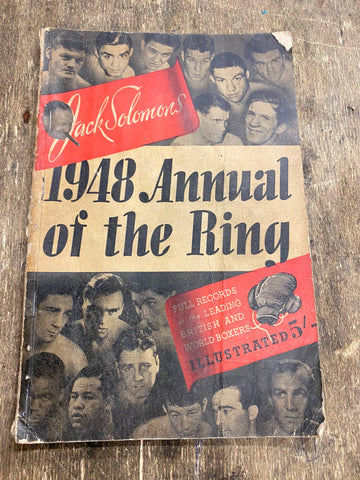 Jack Solomons
1948 Annual
of the Ring
FULL RECORDS
of the LEADING
BRITISH AND
WORLD BOXERS
ILLUSTRATED 5/-